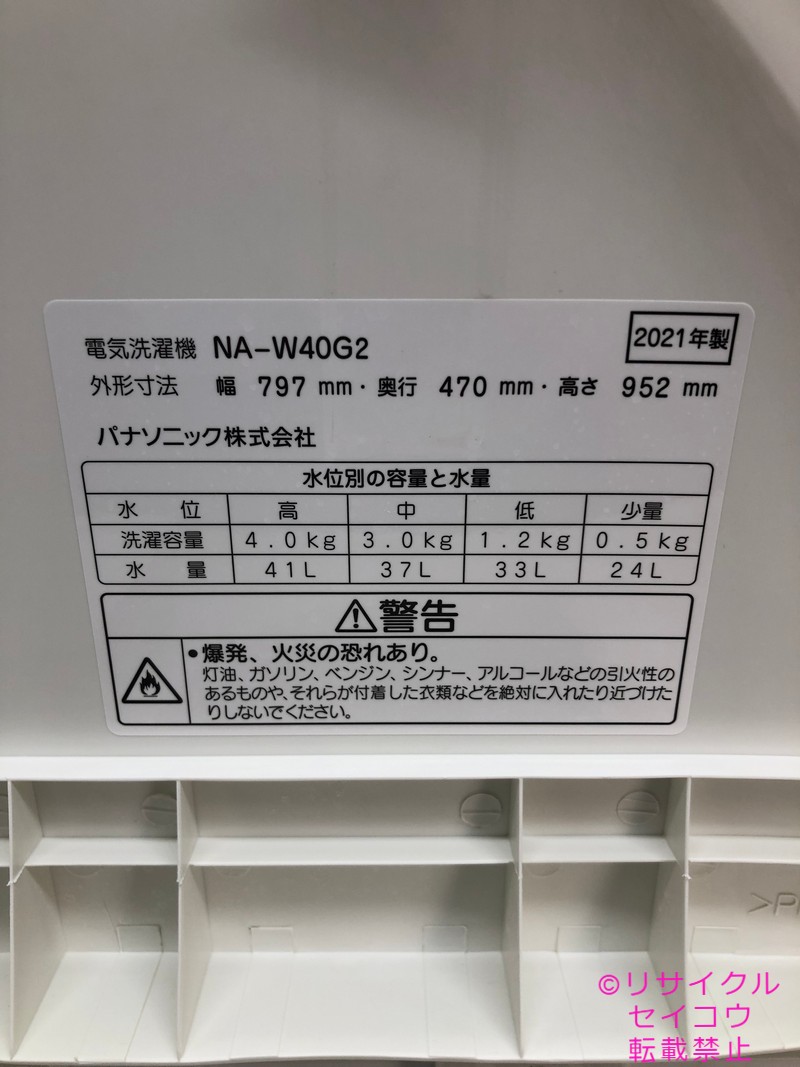 電気洗濯機 NA-W40G2
2021年製
外形寸法 幅 797 mm・奥行 470 mm・高さ 952 mm
パナソニック株式会社
水位別の容量と水量
水 位 高 中 低 少量
洗濯容量 4.0kg 3.0kg 1.2kg 0.5kg
水 量 41L 37L 33L 24L
⚠警告
●爆発、火災の恐れあり。
灯油、ガソリン、ベンジン、シンナー、アルコールなどの引火性の
あるものや、それらが付着した衣類などを絶対に入れたり近づけた
りしないでください。
©リサイクル
セイコウ
転載禁止